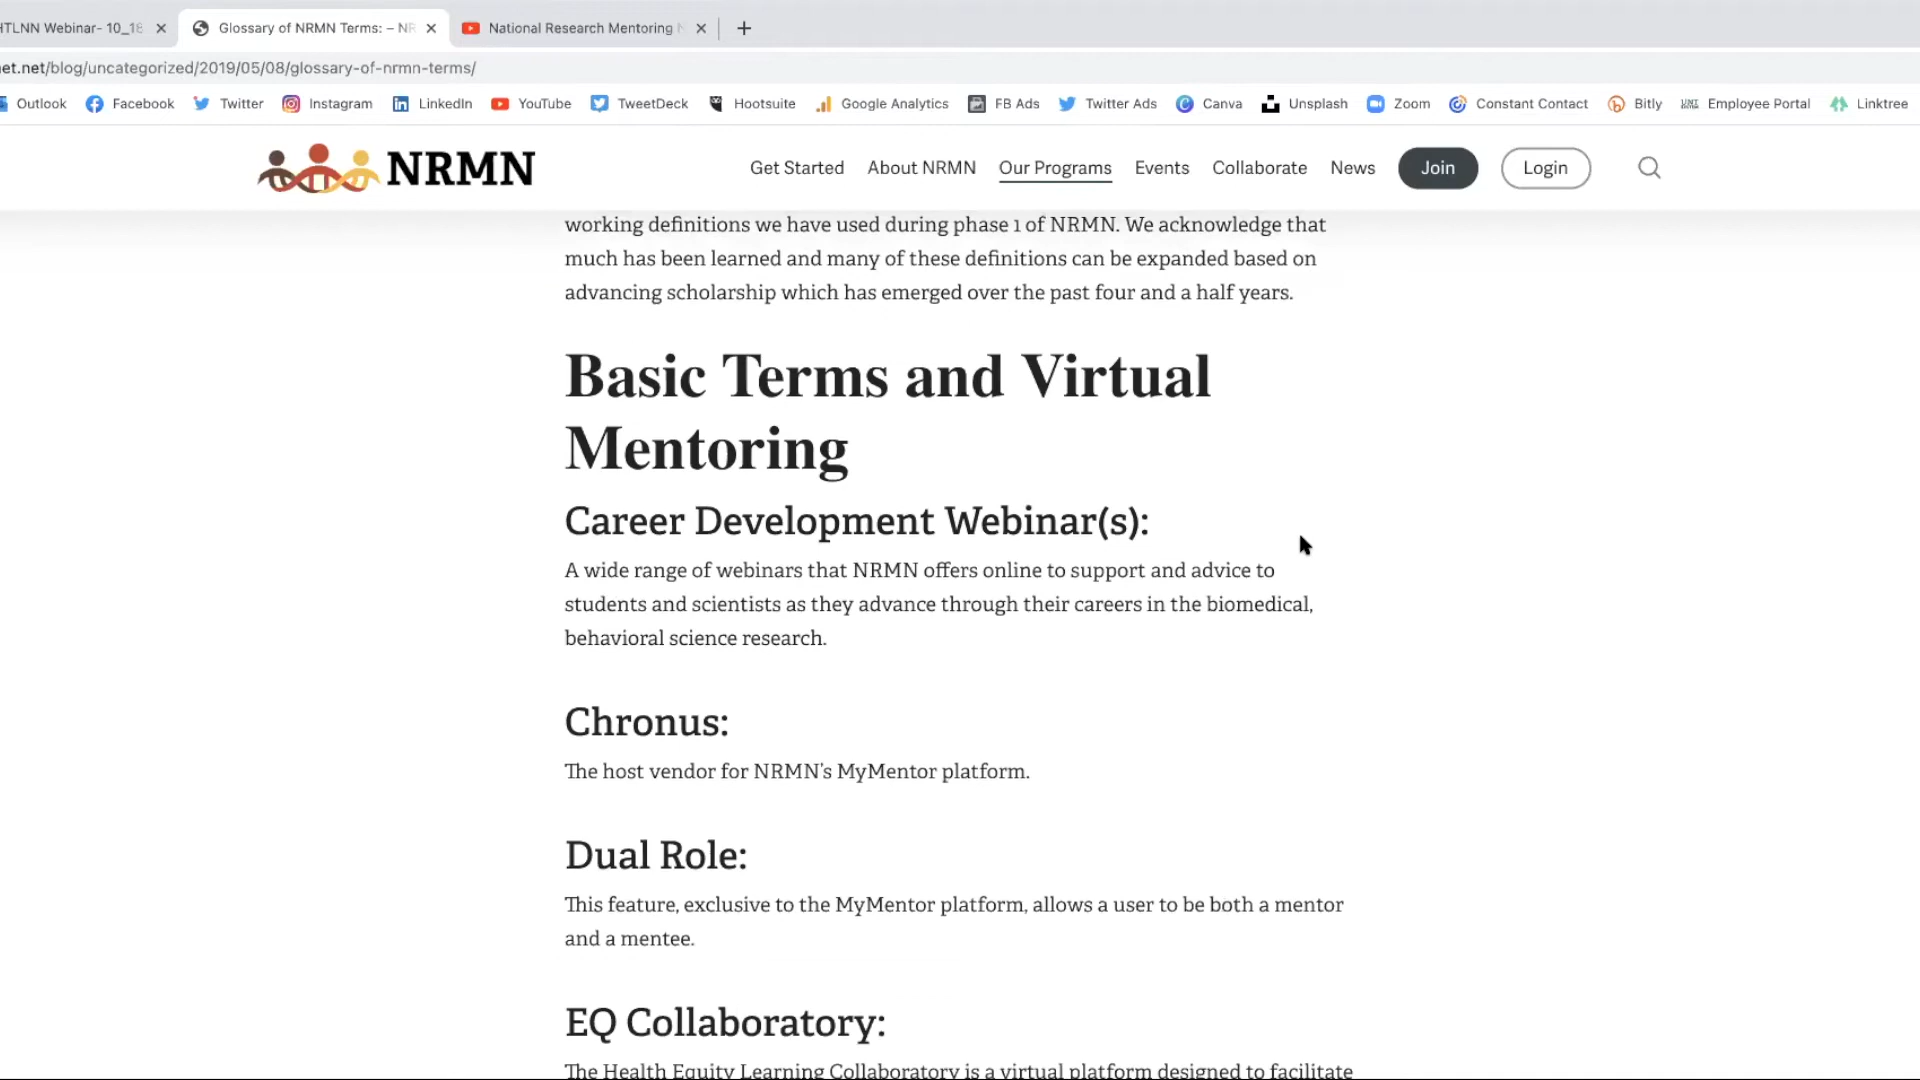 HTLNN Webinar- 10_18
Glossary of NRMN Terms: – NR
National Research Mentoring N
et.net/blog/uncategorized/2019/05/08/glossary-of-nrmn-terms/
Outlook Facebook Twitter Instagram LinkedIn YouTube TweetDeck Hootsuite Google Analytics FB Ads Twitter Ads Canva Unsplash Zoom Constant Contact Bitly Employee Portal Linktree
NRMN
Get Started About NRMN Our Programs Events Collaborate News Join Login
working definitions we have used during phase 1 of NRMN. We acknowledge that
much has been learned and many of these definitions can be expanded based on
advancing scholarship which has emerged over the past four and a half years.
Basic Terms and Virtual
Mentoring
Career Development Webinar(s):
A wide range of webinars that NRMN offers online to support and advice to
students and scientists as they advance through their careers in the biomedical,
behavioral science research.
Chronus:
The host vendor for NRMN's MyMentor platform.
Dual Role:
This feature, exclusive to the MyMentor platform, allows a user to be both a mentor
and a mentee.
EQ Collaboratory:
The Health Equity Learning Collaboratory is a virtual platform designed to facilitate